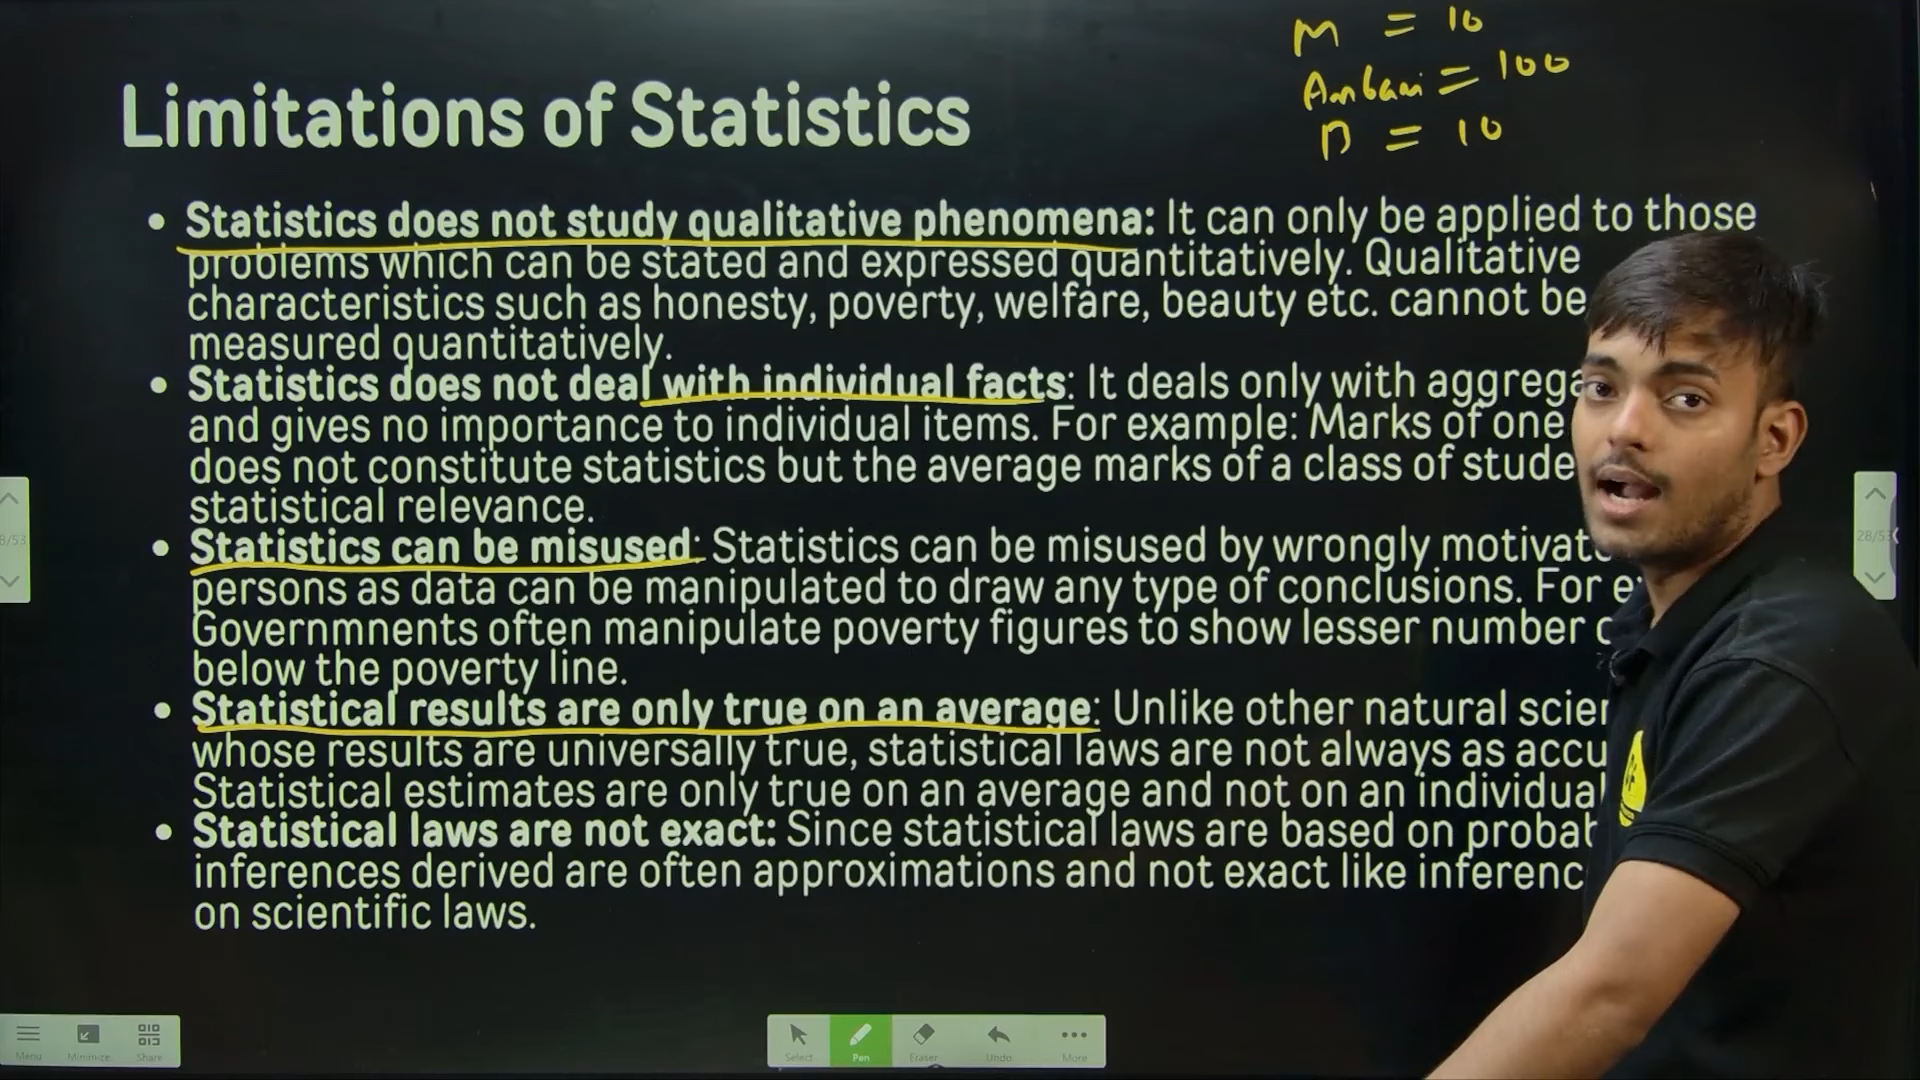 M = 10
Ambani = 100
B = 10
Limitations of Statistics
• Statistics does not study qualitative phenomena: It can only be applied to those
problems which can be stated and expressed quantitatively. Qualitative
characteristics such as honesty, poverty, welfare, beauty etc. cannot be
measured quantitatively.
• Statistics does not deal with individual facts: It deals only with
and gives no importance to individual items. For example: Marks of one
does not constitute statistics but the average marks of a class of
statistical relevance.
• Statistics can be misused: Statistics can be misused by wrongly
persons as data can be manipulated to draw any type of conclusions. For
Governmnents often manipulate poverty figures to show lesser number
below the poverty line.
• Statistical results are only true on an average: Unlike other natural
whose results are universally true, statistical laws are not always as
Statistical estimates are only true on an average and not on an individual
• Statistical laws are not exact: Since statistical laws are based on
inferences derived are often approximations and not exact like
on scientific laws.
28/53
Menu Minimize Share
Select Pen Eraser Undo More